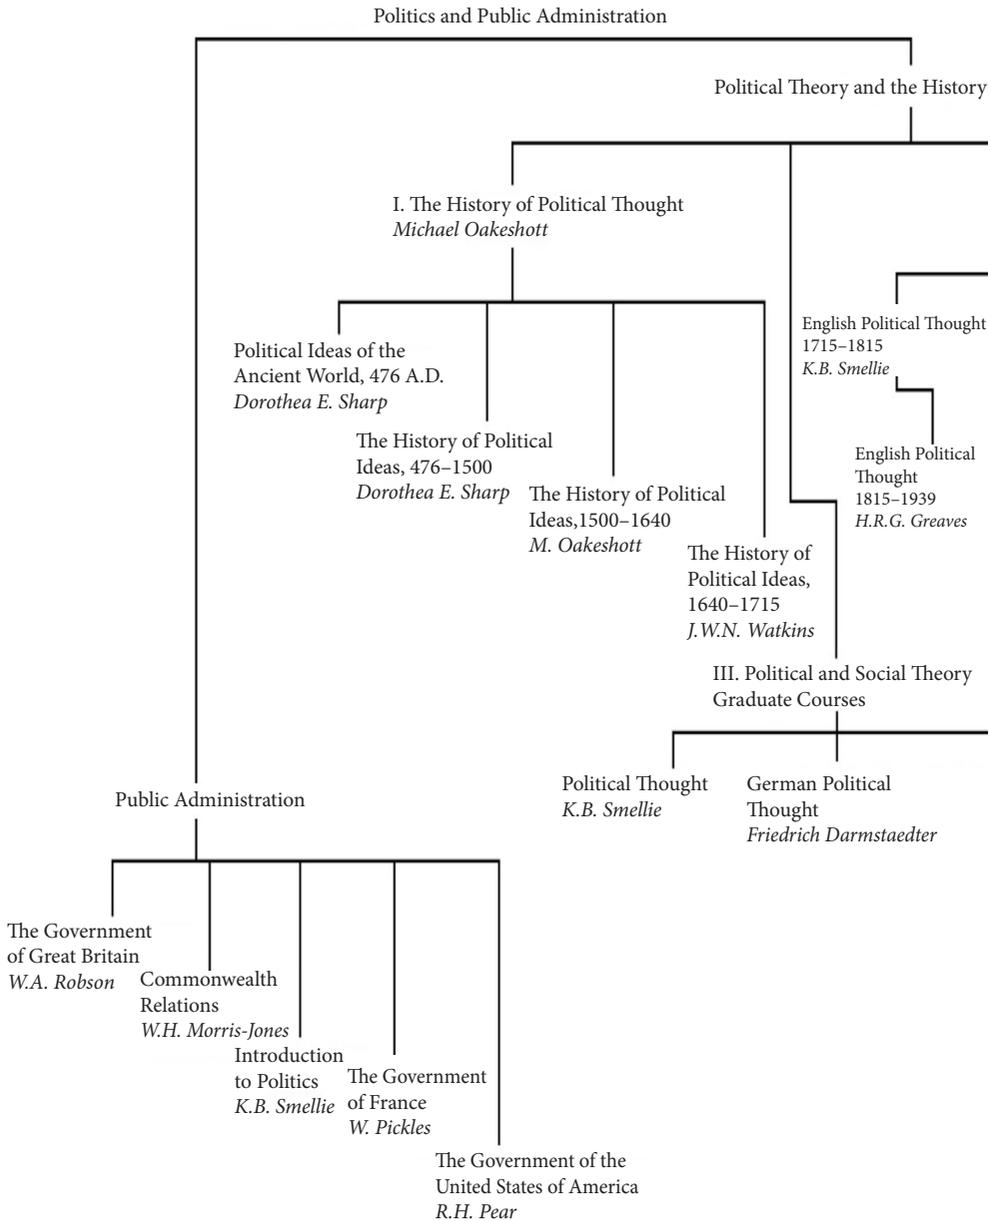 Politics and Public Administration
Political Theory and the History
I. The History of Political Thought
Michael Oakeshott
English Political Thought
1715–1815
K.B. Smellie
Political Ideas of the
Ancient World, 476 A.D.
Dorothea E. Sharp
The History of Political
Ideas, 476–1500
Dorothea E. Sharp
English Political
Thought
1815–1939
H.R.G. Greaves
The History of Political
Ideas,1500–1640
M. Oakeshott
The History of
Political Ideas,
1640–1715
J.W.N. Watkins
III. Political and Social Theory
Graduate Courses
Political Thought
K.B. Smellie
German Political
Thought
Friedrich Darmstaedter
Public Administration
The Government
of Great Britain
W.A. Robson
Commonwealth
Relations
W.H. Morris-Jones
Introduction
to Politics
K.B. Smellie
The Government
of France
W. Pickles
The Government of the
United States of America
R.H. Pear